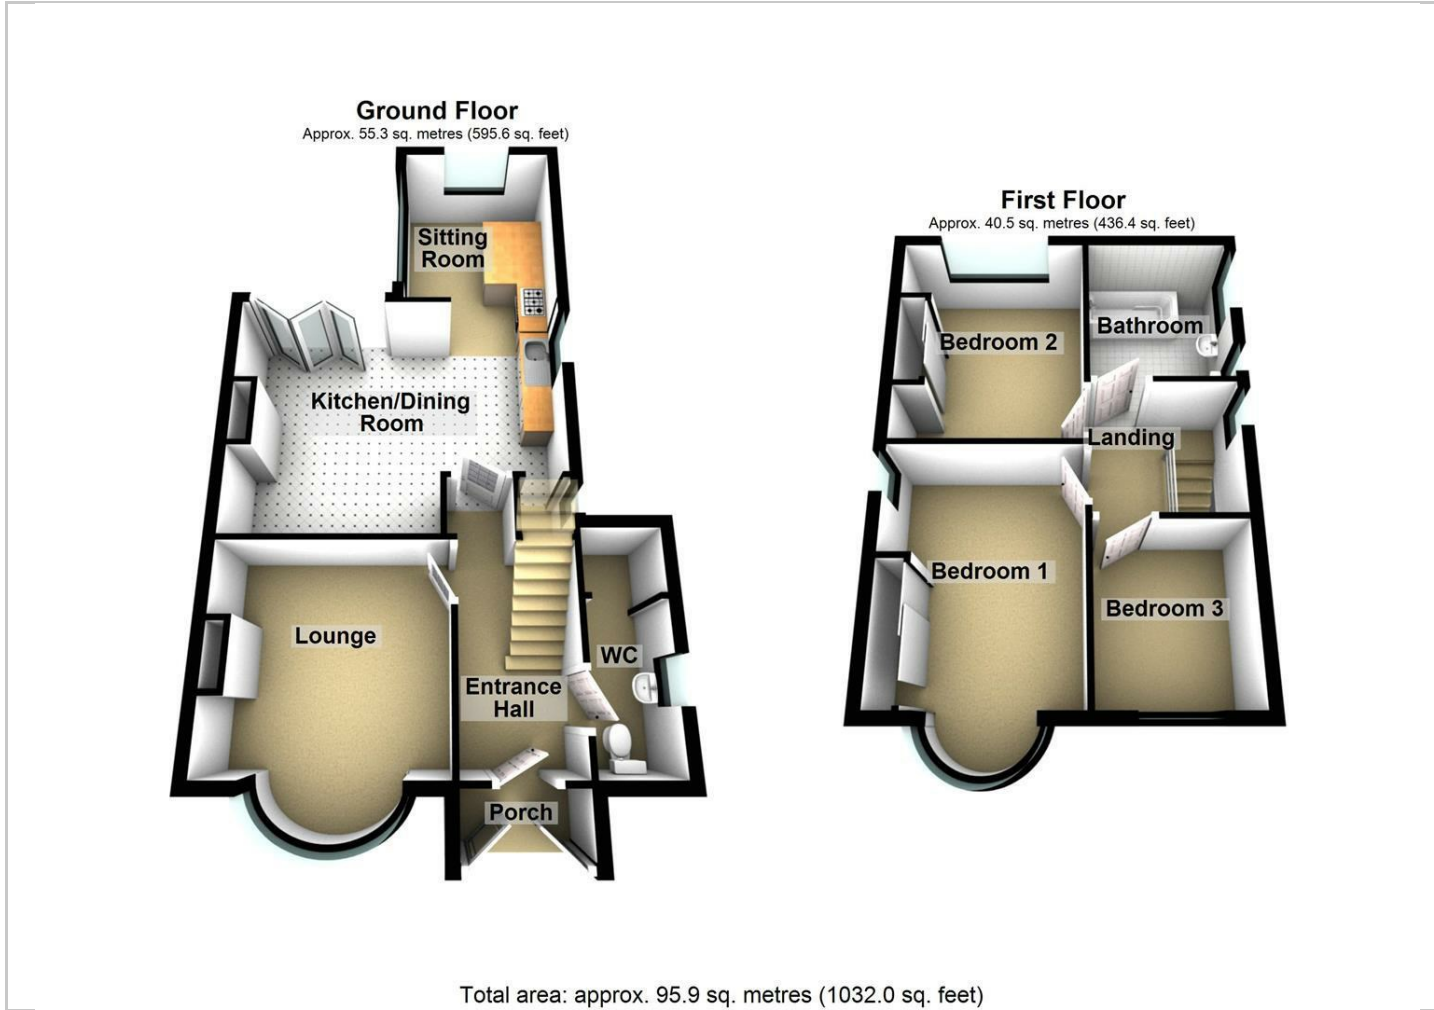 Ground Floor
Approx. 55.3 sq. metres (595.6 sq. feet)
Sitting
Room
Kitchen/Dining
Room
Lounge
Entrance
Hall
WC
Porch
First Floor
Approx. 40.5 sq. metres (436.4 sq. feet)
Bedroom 2
Bathroom
Landing
Bedroom 1
Bedroom 3
Total area: approx. 95.9 sq. metres (1032.0 sq. feet)